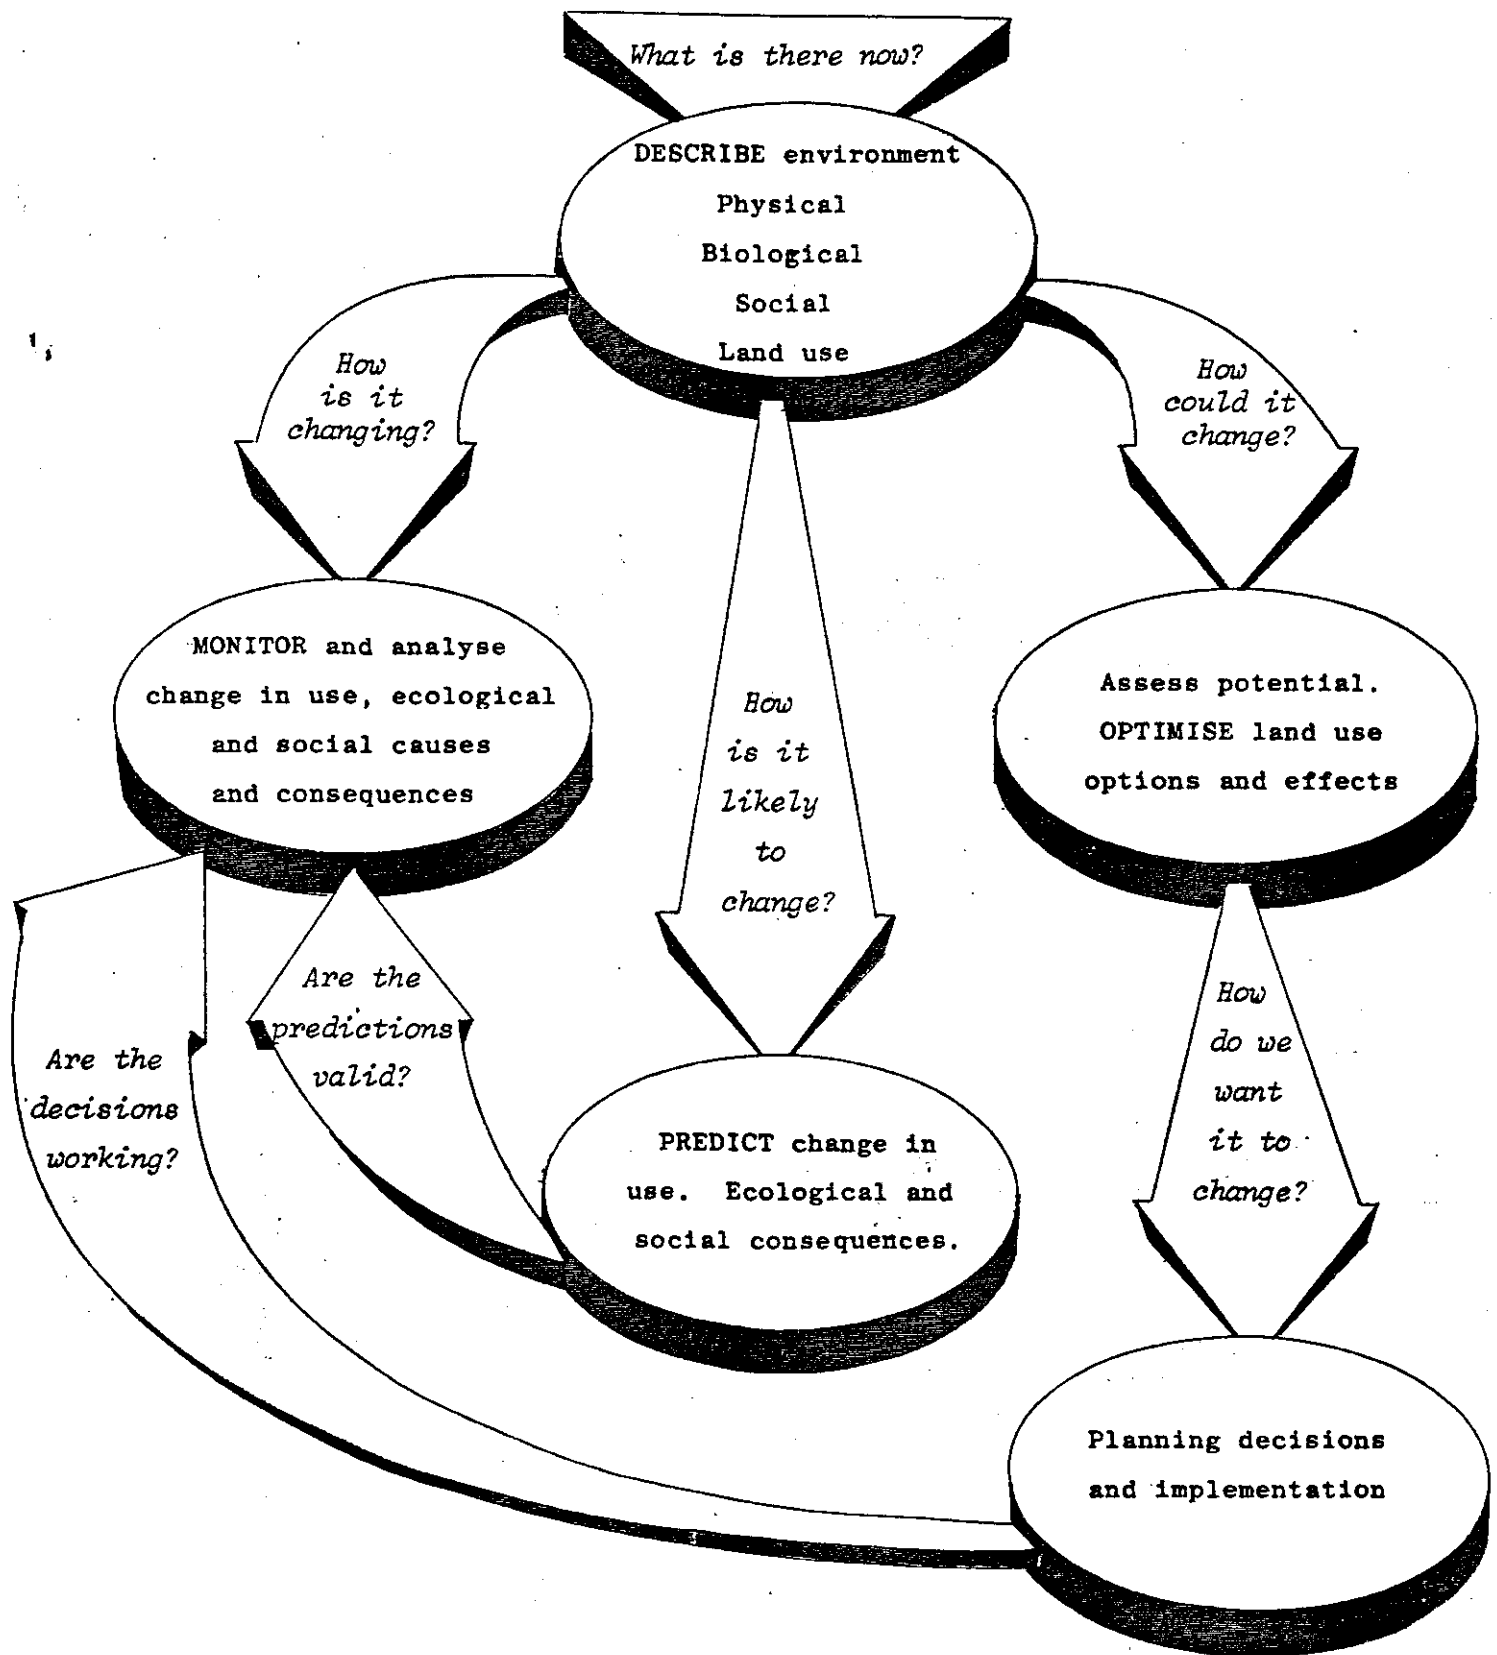 What is there now?
DESCRIBE environment
Physical
Biological
Social
Land use
How
is it
changing?
How
could it
change?
MONITOR and analyse
change in use, ecological
and social causes
and consequences
How
is it
likely
to
change?
Assess potential.
OPTIMISE land use
options and effects
Are the
predictions
valid?
Are the
decisions
working?
How
do we
want
it to
change?
PREDICT change in
use. Ecological and
social consequences.
Planning decisions
and implementation